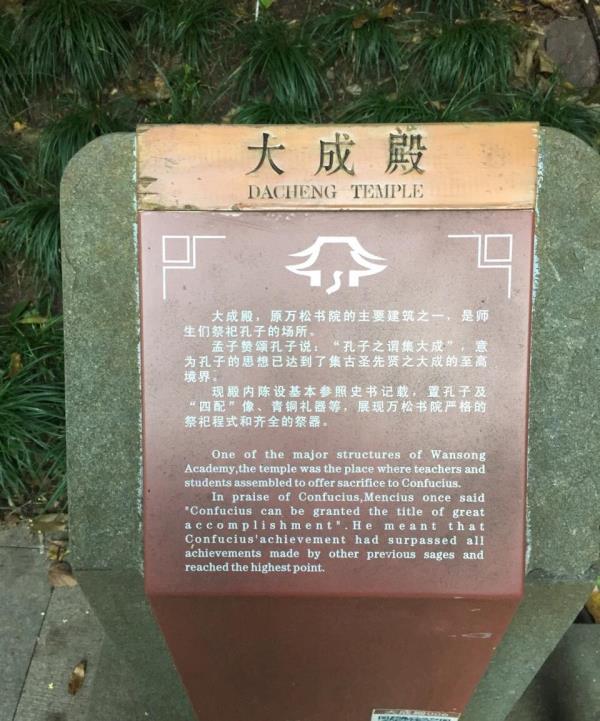 大成殿
DACHENG TEMPLE
大成殿，原万松书院的主要建筑之一，是师
生们祭祀孔子的场所。
孟子赞颂孔子说：“孔子之谓集大成”，意
为孔子的思想已达到了集古圣先贤之大成的至高
境界。
现殿内陈设基本参照史书记载，置孔子及
“四配”像、青铜礼器等，展现万松书院严格的
祭祀程式和齐全的祭器。
One of the major structures of Wansong
Academy,the temple was the place where teachers and
students assembled to offer sacrifice to Confucius.
In praise of Confucius,Mencius once said
"Confucius can be granted the title of great
accomplishment".He meant that
Confucius'achievement had surpassed all
achievements made by other previous sages and
reached the highest point.